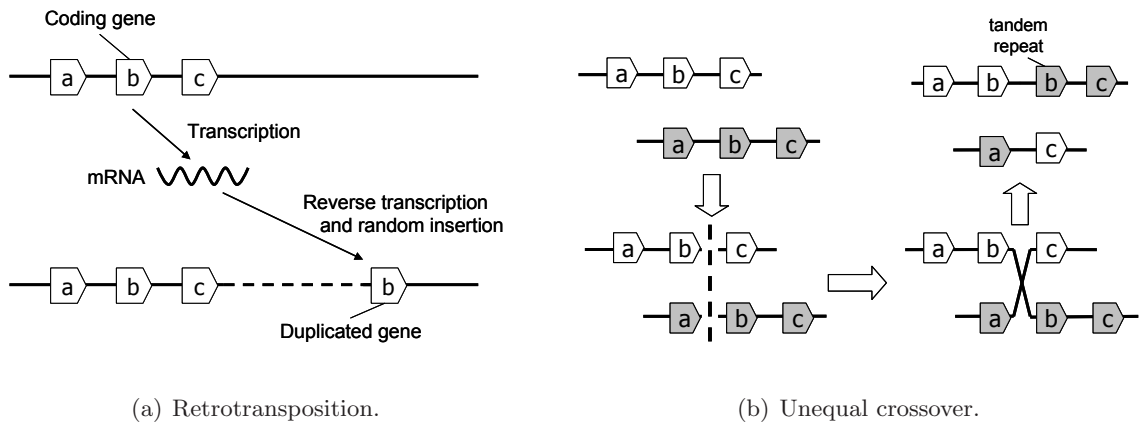 Coding gene
a b c
Transcription
mRNA
Reverse transcription
and random insertion
a b c b
Duplicated gene
(a) Retrotransposition.
a b c
a b c
a b c
a b c
tandem
repeat
a b b c
a c
a b c
a b c
(b) Unequal crossover.